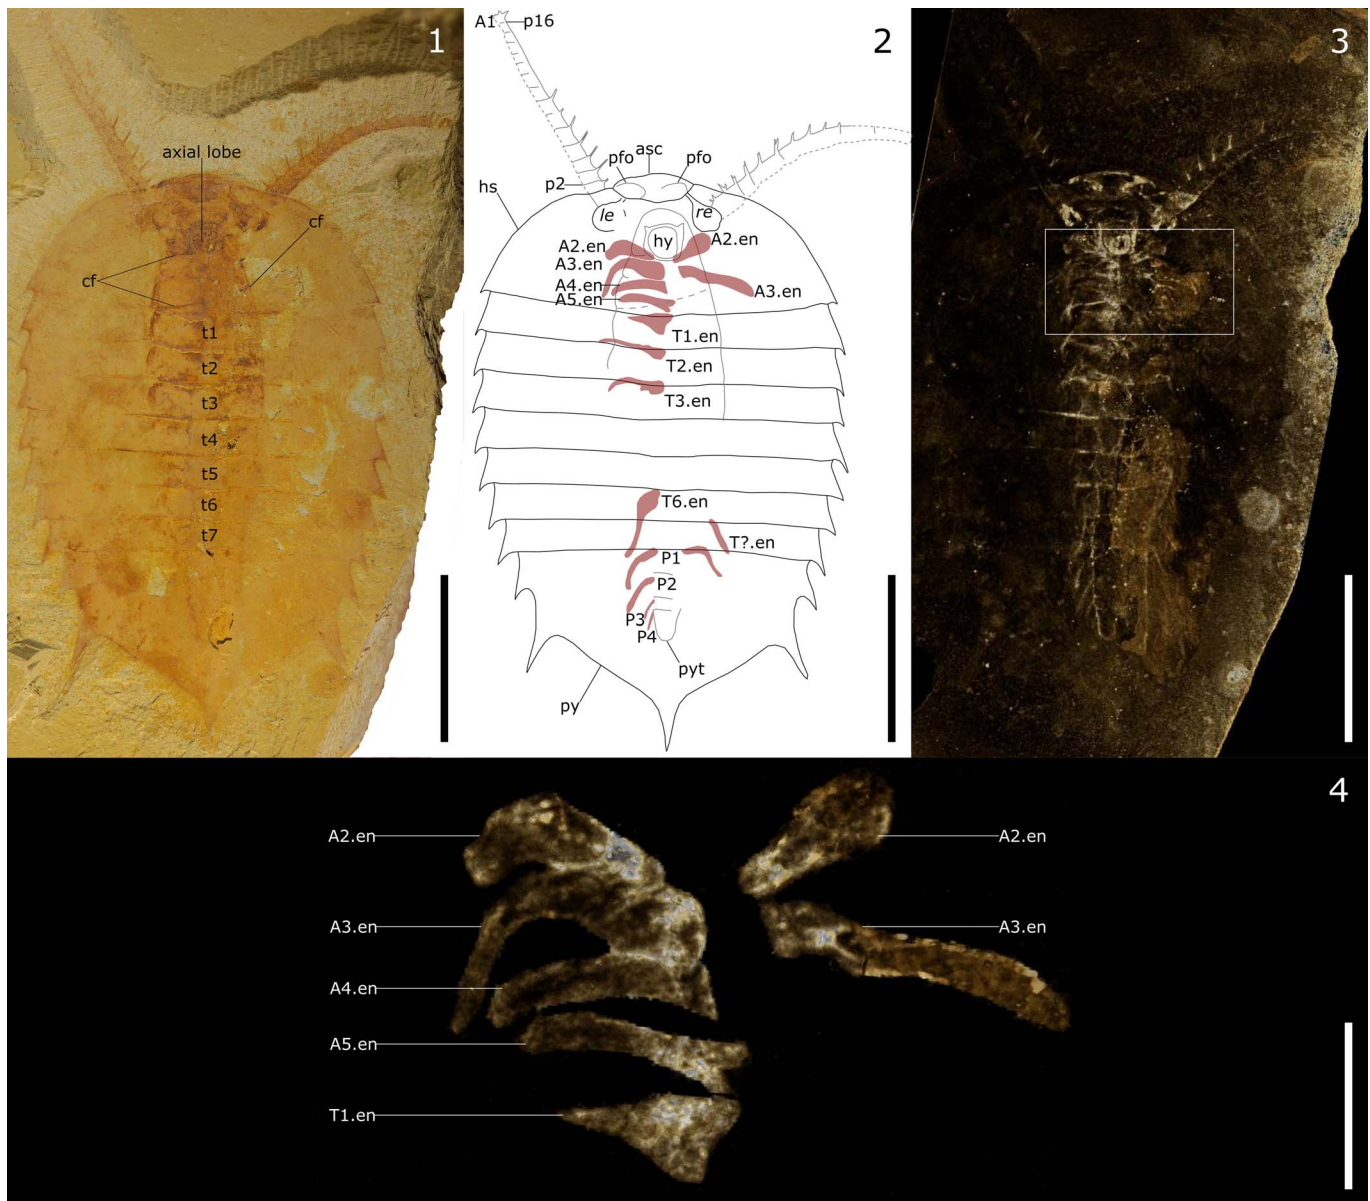 1
axial lobe
cf
cf
t1
t2
t3
t4
t5
t6
t7
2
A1 p16
asc
pfo pfo
p2
hs
le re
hy
A2.en A2.en
A3.en
A4.en
A5.en A3.en
T1.en
T2.en
T3.en
T6.en
T?.en
P1
P2
P3
P4
pyt
py
3
4
A2.en A2.en
A3.en A3.en
A4.en
A5.en
T1.en